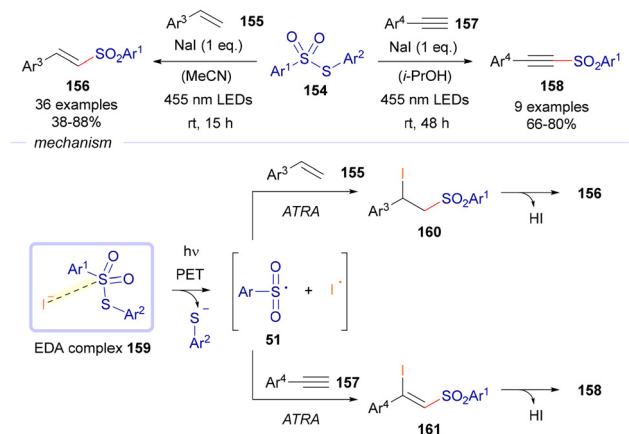 Ar3 155
NaI (1 eq.)
(MeCN)
455 nm LEDs
rt, 15 h
Ar3 SO2Ar1
156
36 examples
38-88%
O O
S Ar2
Ar1 S
154
Ar4 157
NaI (1 eq.)
(i-PrOH)
455 nm LEDs
rt, 48 h
Ar4 SO2Ar1
158
9 examples
66-80%
mechanism
Ar3 155
ATRA
I
SO2Ar1
Ar3
160
HI
156
O
Ar1 S O
I− S
Ar2
EDA complex 159
hν
PET
S−
Ar2
O
Ar S• + I•
O
51
Ar4 157
ATRA
I
SO2Ar1
Ar4
161
HI
158